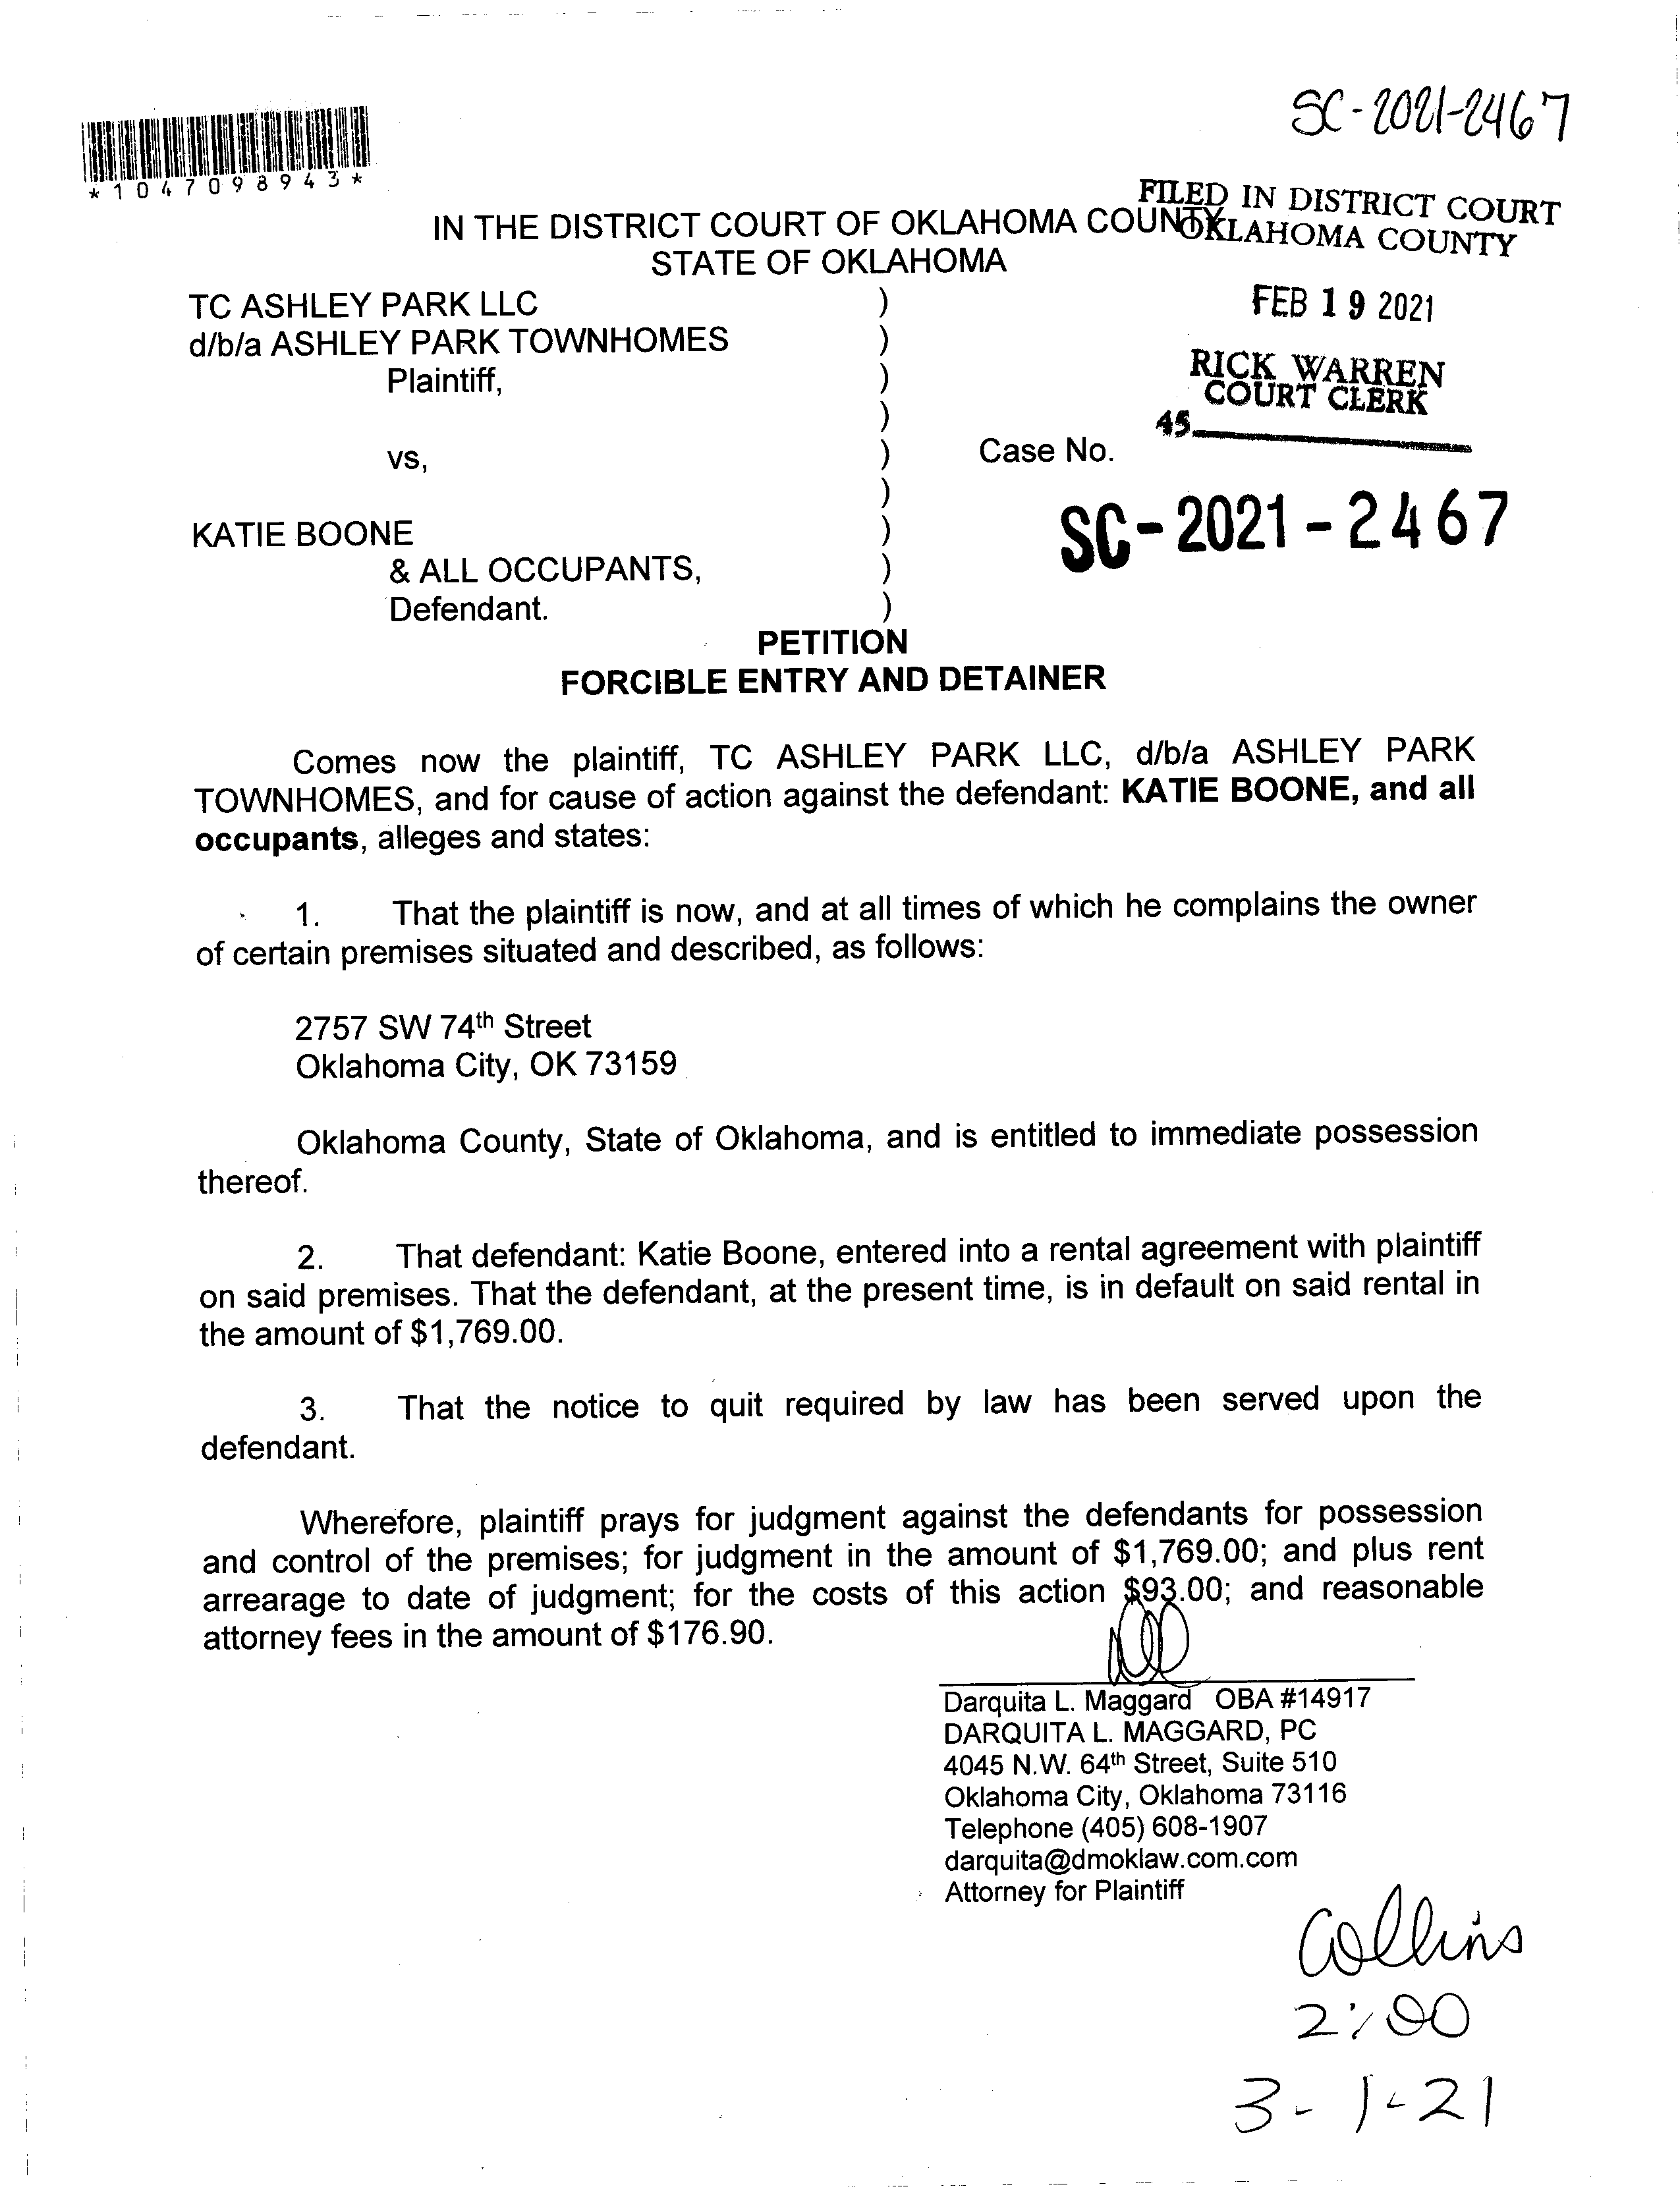 SC-2021-2467
*1047098943*
FILED IN DISTRICT COURT
OKLAHOMA COUNTY
IN THE DISTRICT COURT OF OKLAHOMA COUNTY
STATE OF OKLAHOMA
TC ASHLEY PARK LLC )
d/b/a ASHLEY PARK TOWNHOMES )
Plaintiff, )
)
vs, )
)
KATIE BOONE )
& ALL OCCUPANTS, )
Defendant. )
FEB 19 2021
RICK WARREN
COURT CLERK
45
Case No.
SC-2021-2467
PETITION
FORCIBLE ENTRY AND DETAINER
Comes now the plaintiff, TC ASHLEY PARK LLC, d/b/a ASHLEY PARK
TOWNHOMES, and for cause of action against the defendant: KATIE BOONE, and all
occupants, alleges and states:
1. That the plaintiff is now, and at all times of which he complains the owner
of certain premises situated and described, as follows:
2757 SW 74th Street
Oklahoma City, OK 73159
Oklahoma County, State of Oklahoma, and is entitled to immediate possession
thereof.
2. That defendant: Katie Boone, entered into a rental agreement with plaintiff
on said premises. That the defendant, at the present time, is in default on said rental in
the amount of $1,769.00.
3. That the notice to quit required by law has been served upon the
defendant.
Wherefore, plaintiff prays for judgment against the defendants for possession
and control of the premises; for judgment in the amount of $1,769.00; and plus rent
arrearage to date of judgment; for the costs of this action $93.00; and reasonable
attorney fees in the amount of $176.90.
Darquita L. Maggard OBA #14917
DARQUITA L. MAGGARD, PC
4045 N.W. 64th Street, Suite 510
Oklahoma City, Oklahoma 73116
Telephone (405) 608-1907
darquita@dmoklaw.com.com
Attorney for Plaintiff
Collins
2:00
3-1-21